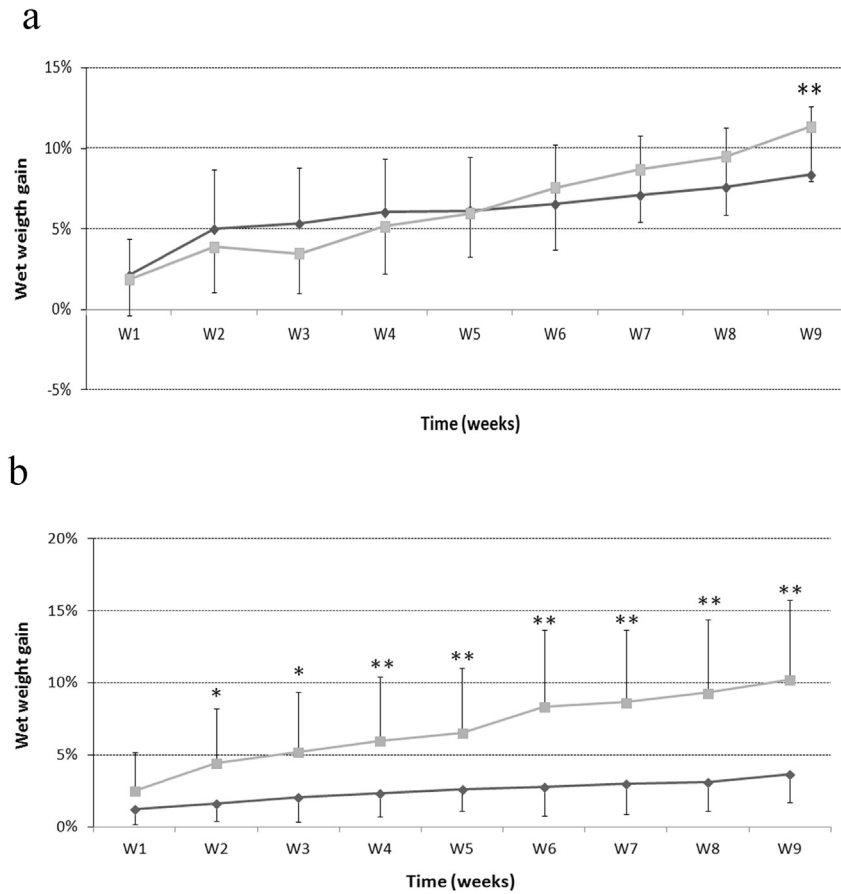 a
15%
**
10%
Wet weigth gain
5%
0%
W1 W2 W3 W4 W5 W6 W7 W8 W9
-5%
Time (weeks)
b
20%
15%
** ** ** **
Wet weight gain
* * ** **
10%
5%
0%
W1 W2 W3 W4 W5 W6 W7 W8 W9
Time (weeks)